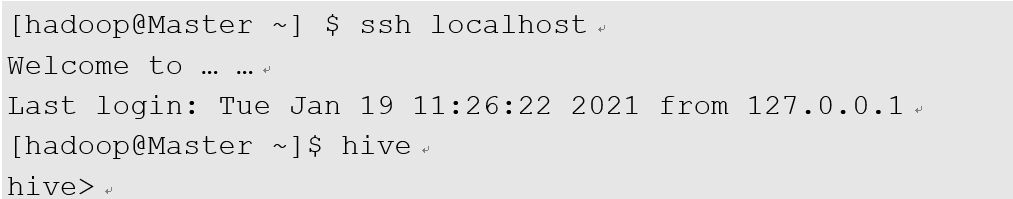 [hadoop@Master ~] $ ssh localhost
Welcome to … …
Last login: Tue Jan 19 11:26:22 2021 from 127.0.0.1
[hadoop@Master ~]$ hive
hive>